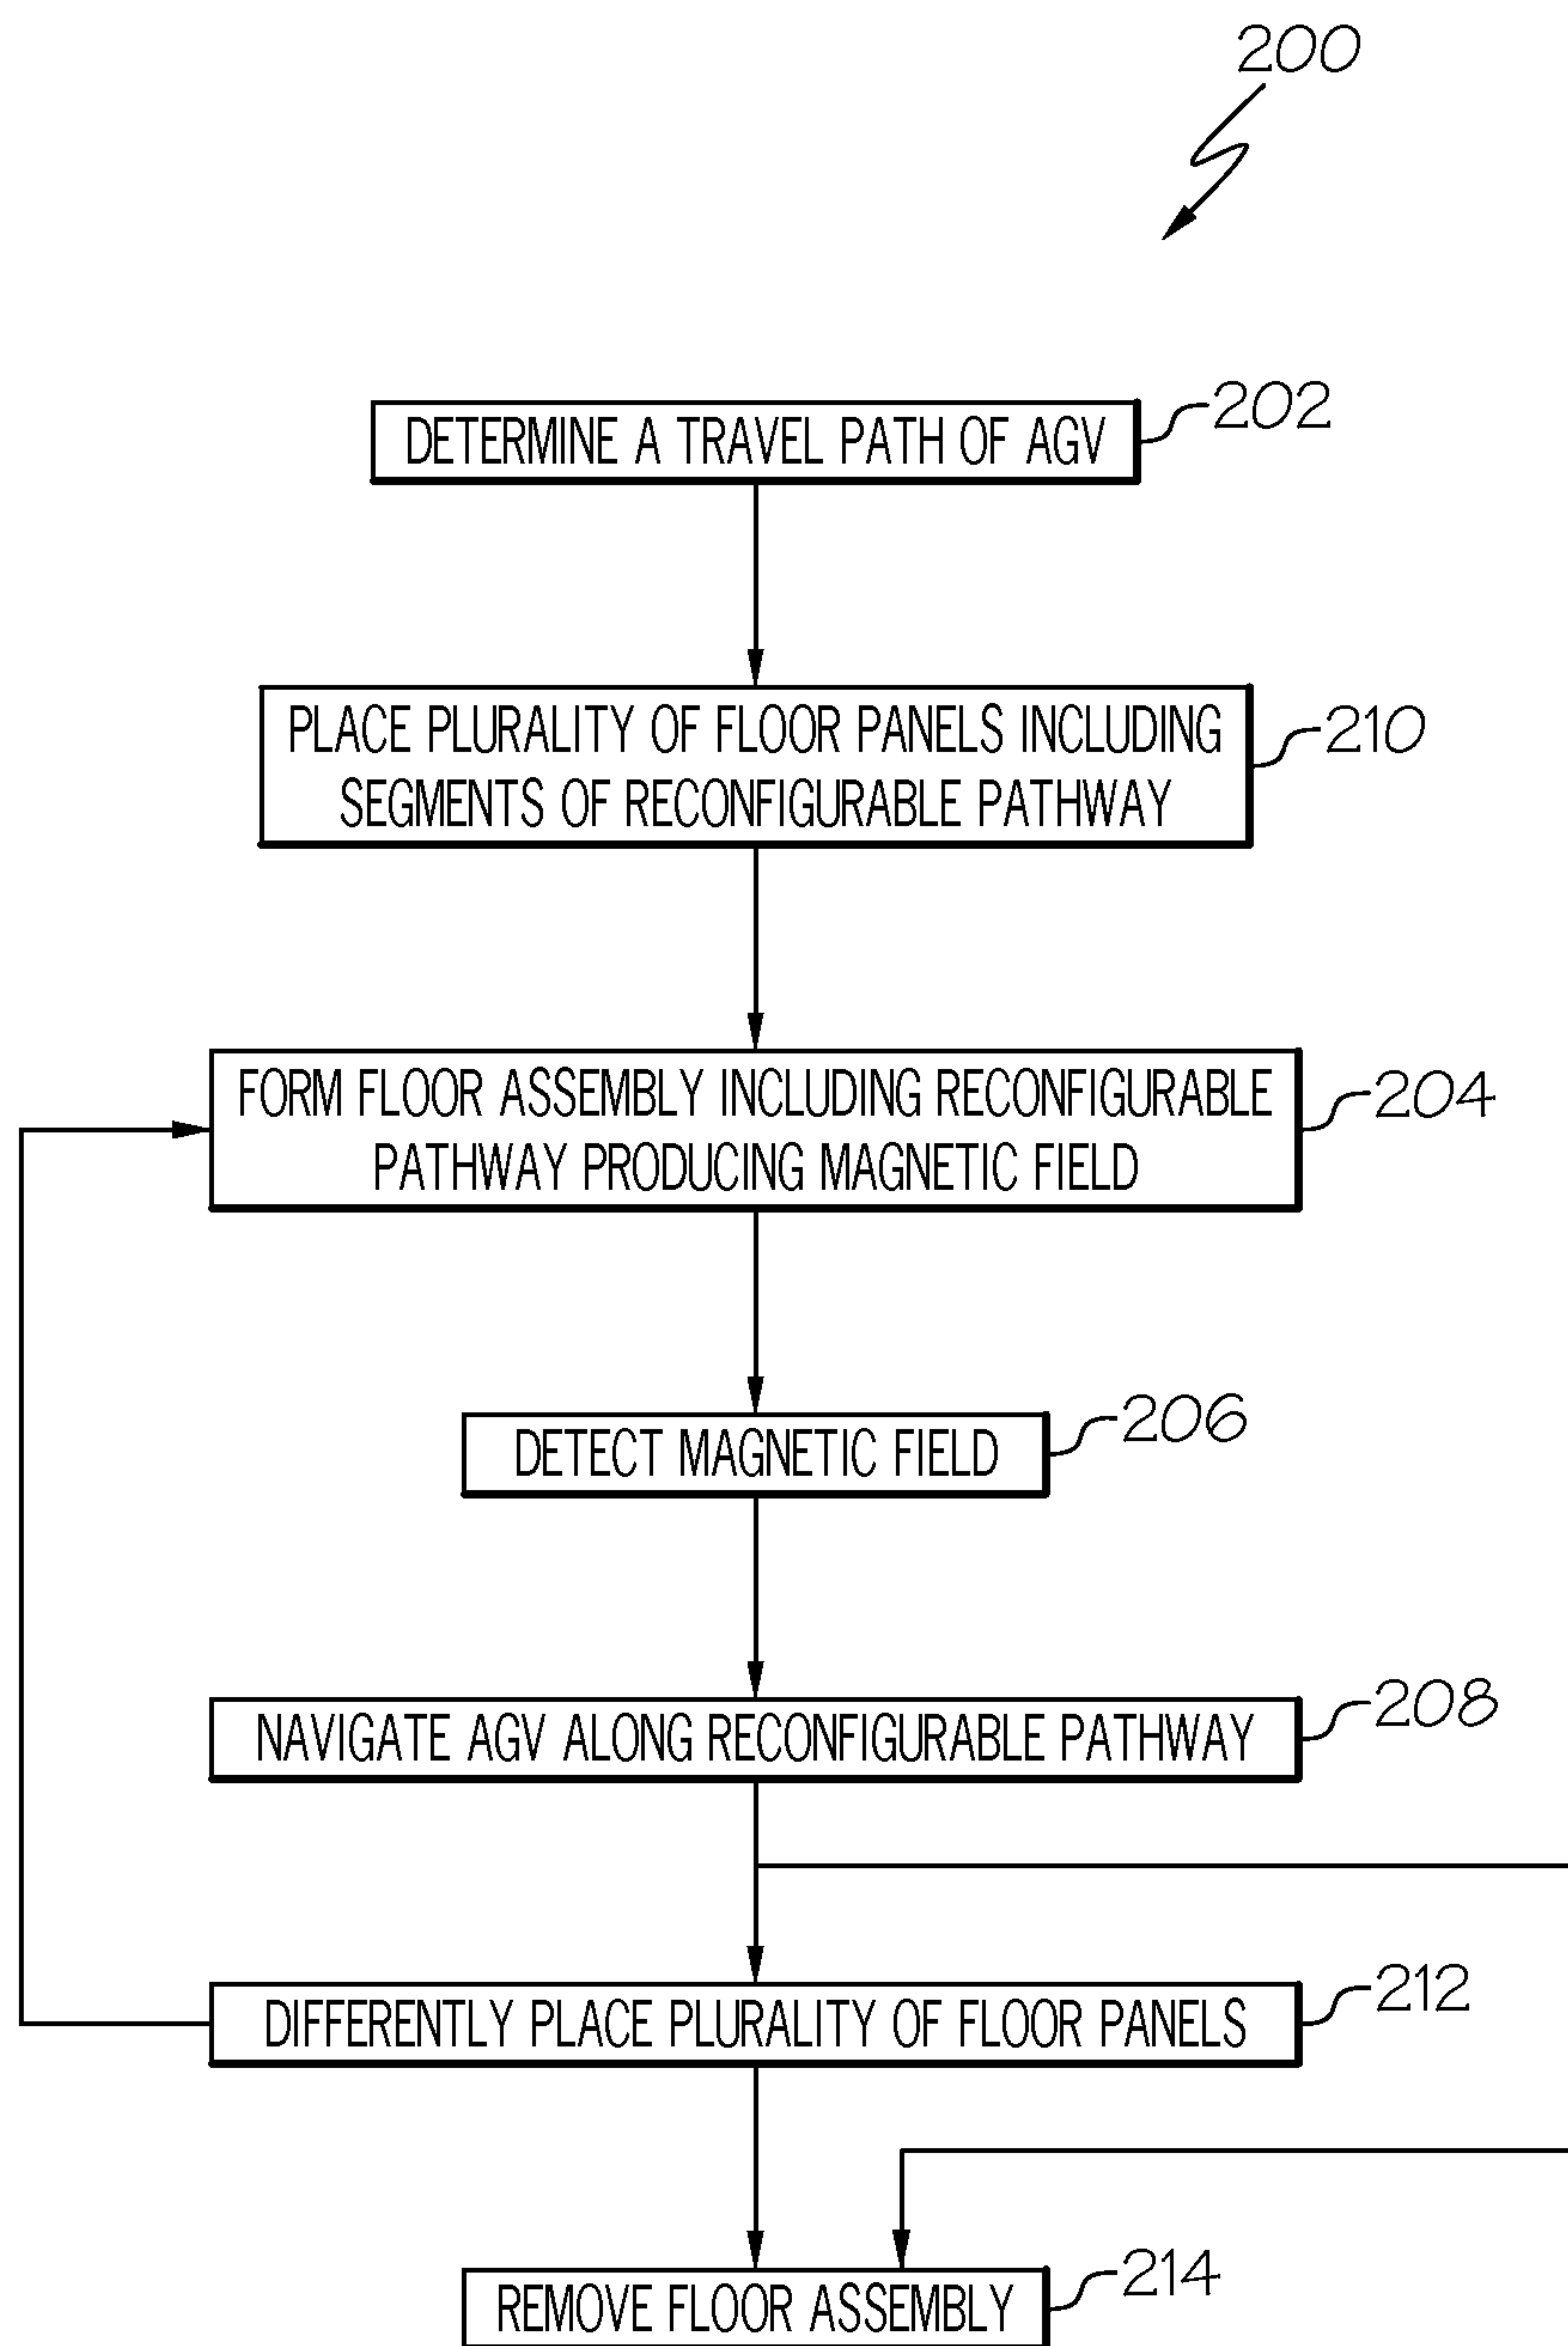 200
DETERMINE A TRAVEL PATH OF AGV
202
PLACE PLURALITY OF FLOOR PANELS INCLUDING
SEGMENTS OF RECONFIGURABLE PATHWAY
210
FORM FLOOR ASSEMBLY INCLUDING RECONFIGURABLE
PATHWAY PRODUCING MAGNETIC FIELD
204
DETECT MAGNETIC FIELD
206
NAVIGATE AGV ALONG RECONFIGURABLE PATHWAY
208
DIFFERENTLY PLACE PLURALITY OF FLOOR PANELS
212
REMOVE FLOOR ASSEMBLY
214